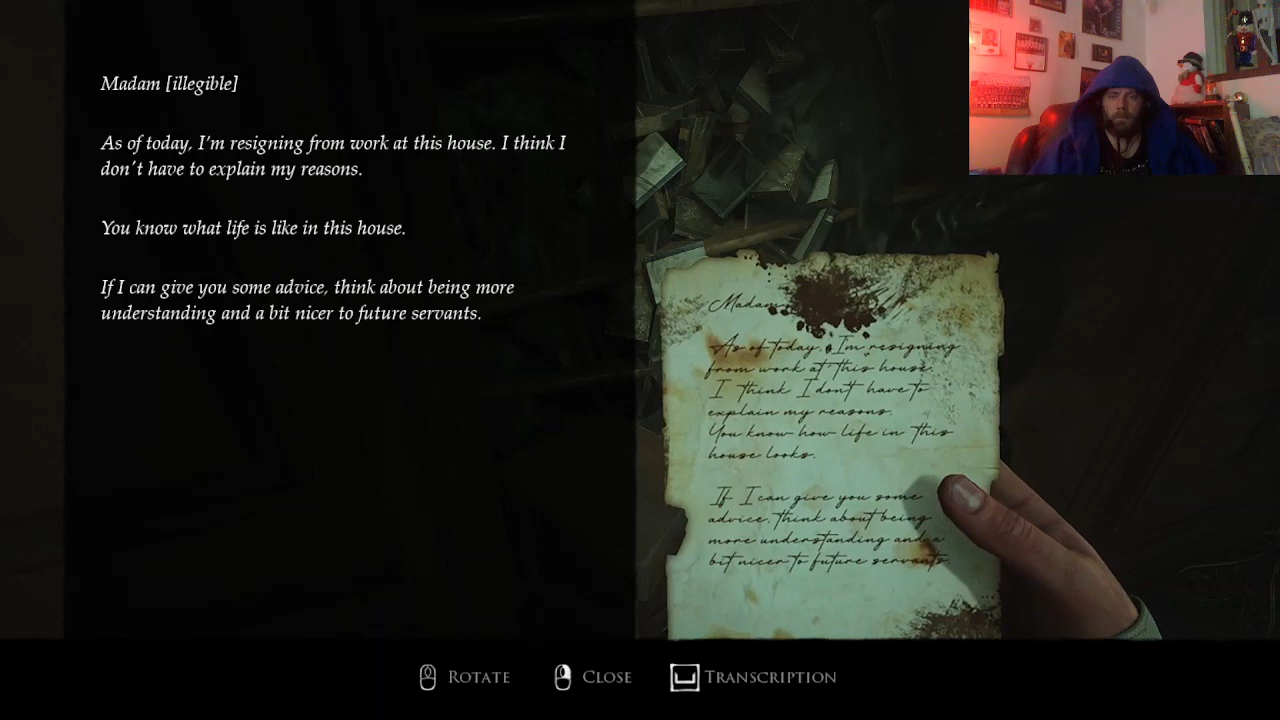 Madam [illegible]
As of today, I'm resigning from work at this house. I think I
don't have to explain my reasons.
You know what life is like in this house.
If I can give you some advice, think about being more
understanding and a bit nicer to future servants.
Madam
As of today, I'm resigning
from work at this house.
I think I don't have to
explain my reasons.
You know how life in this
house looks.
If I can give you some
advice, think about being
more understanding and a
bit nicer to future servants
ROTATE
CLOSE
TRANSCRIPTION